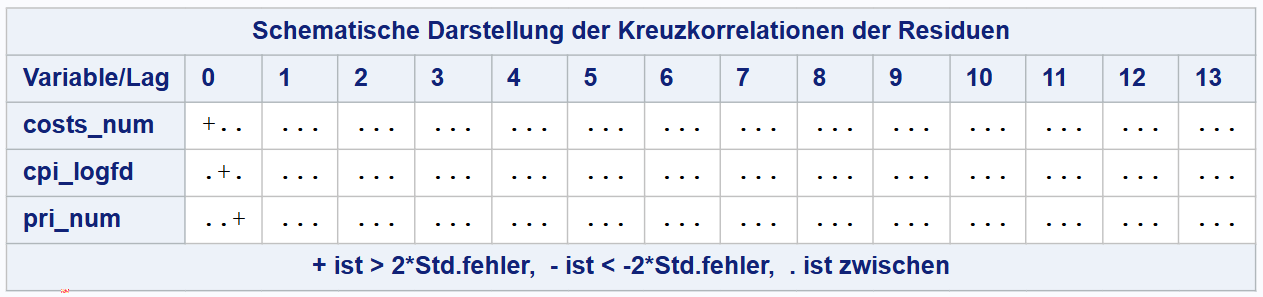 Schematische Darstellung der Kreuzkorrelationen der Residuen
Variable/Lag 0 1 2 3 4 5 6 7 8 9 10 11 12 13
costs_num +.. ... ... ... ... ... ... ... ... ... ... ... ... ...
cpi_logfd .+. ... ... ... ... ... ... ... ... ... ... ... ... ...
pri_num ..+ ... ... ... ... ... ... ... ... ... ... ... ... ...
+ ist > 2*Std.fehler, - ist < -2*Std.fehler, . ist zwischen